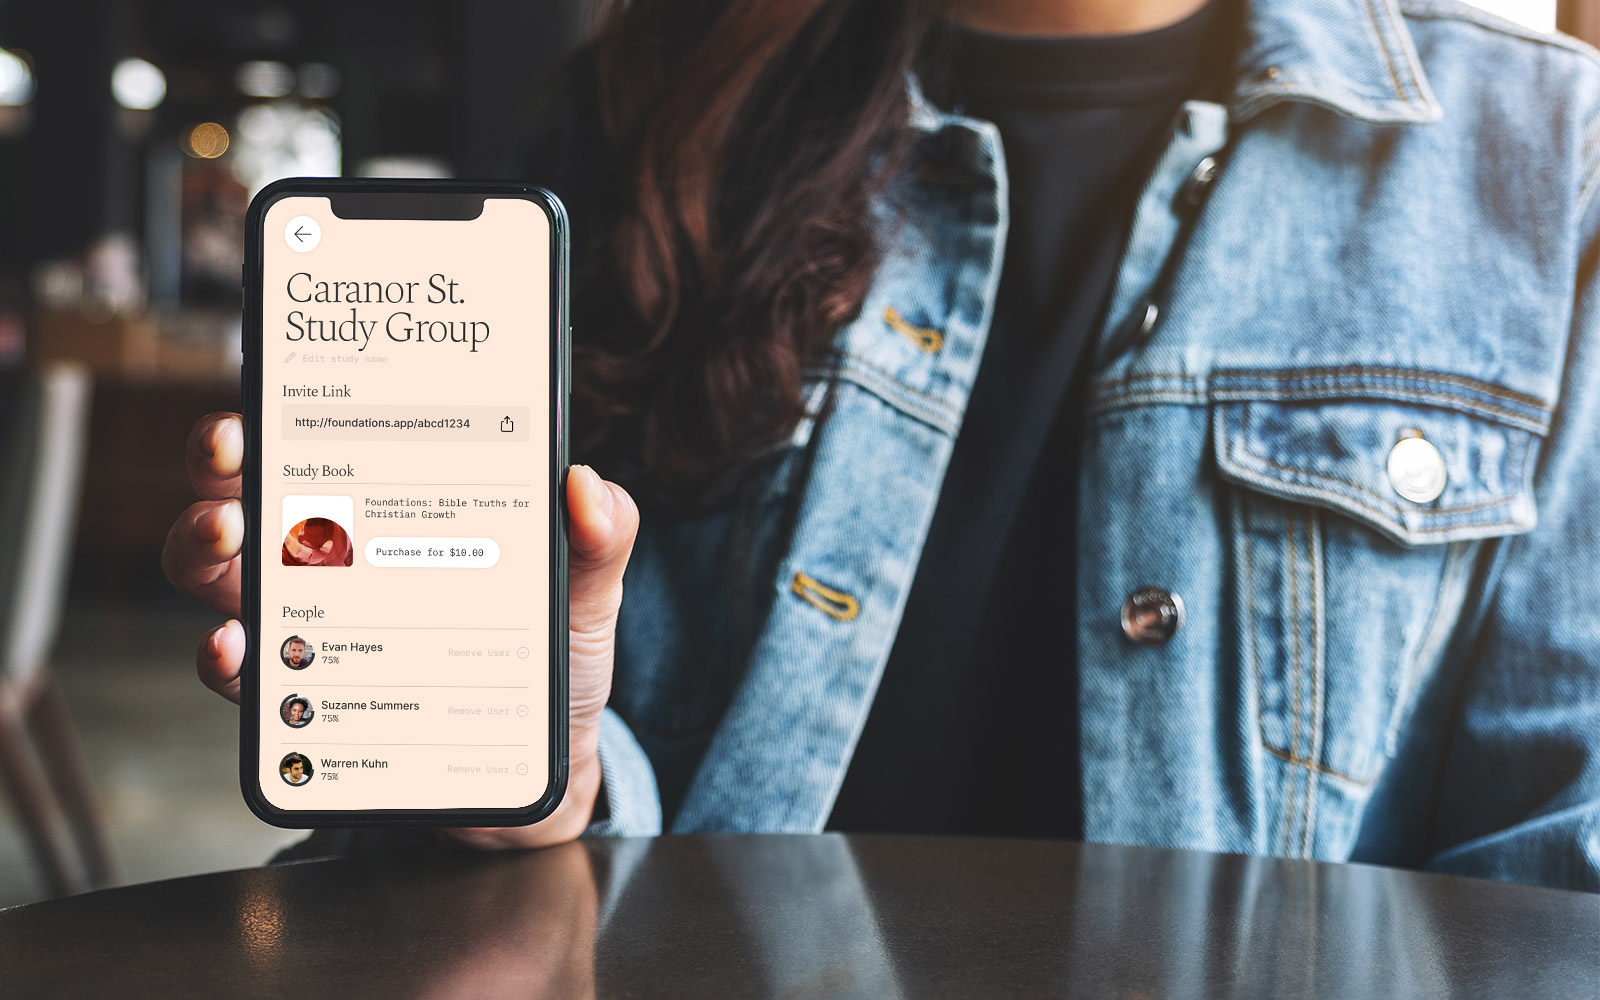 Caranor St.
Study Group
Edit study name
Invite Link
http://foundations.app/abcd1234
Study Book
Foundations: Bible Truths for
Christian Growth
Purchase for $10.00
People
Evan Hayes
75%
Remove User
Suzanne Summers
75%
Remove User
Warren Kuhn
75%
Remove User